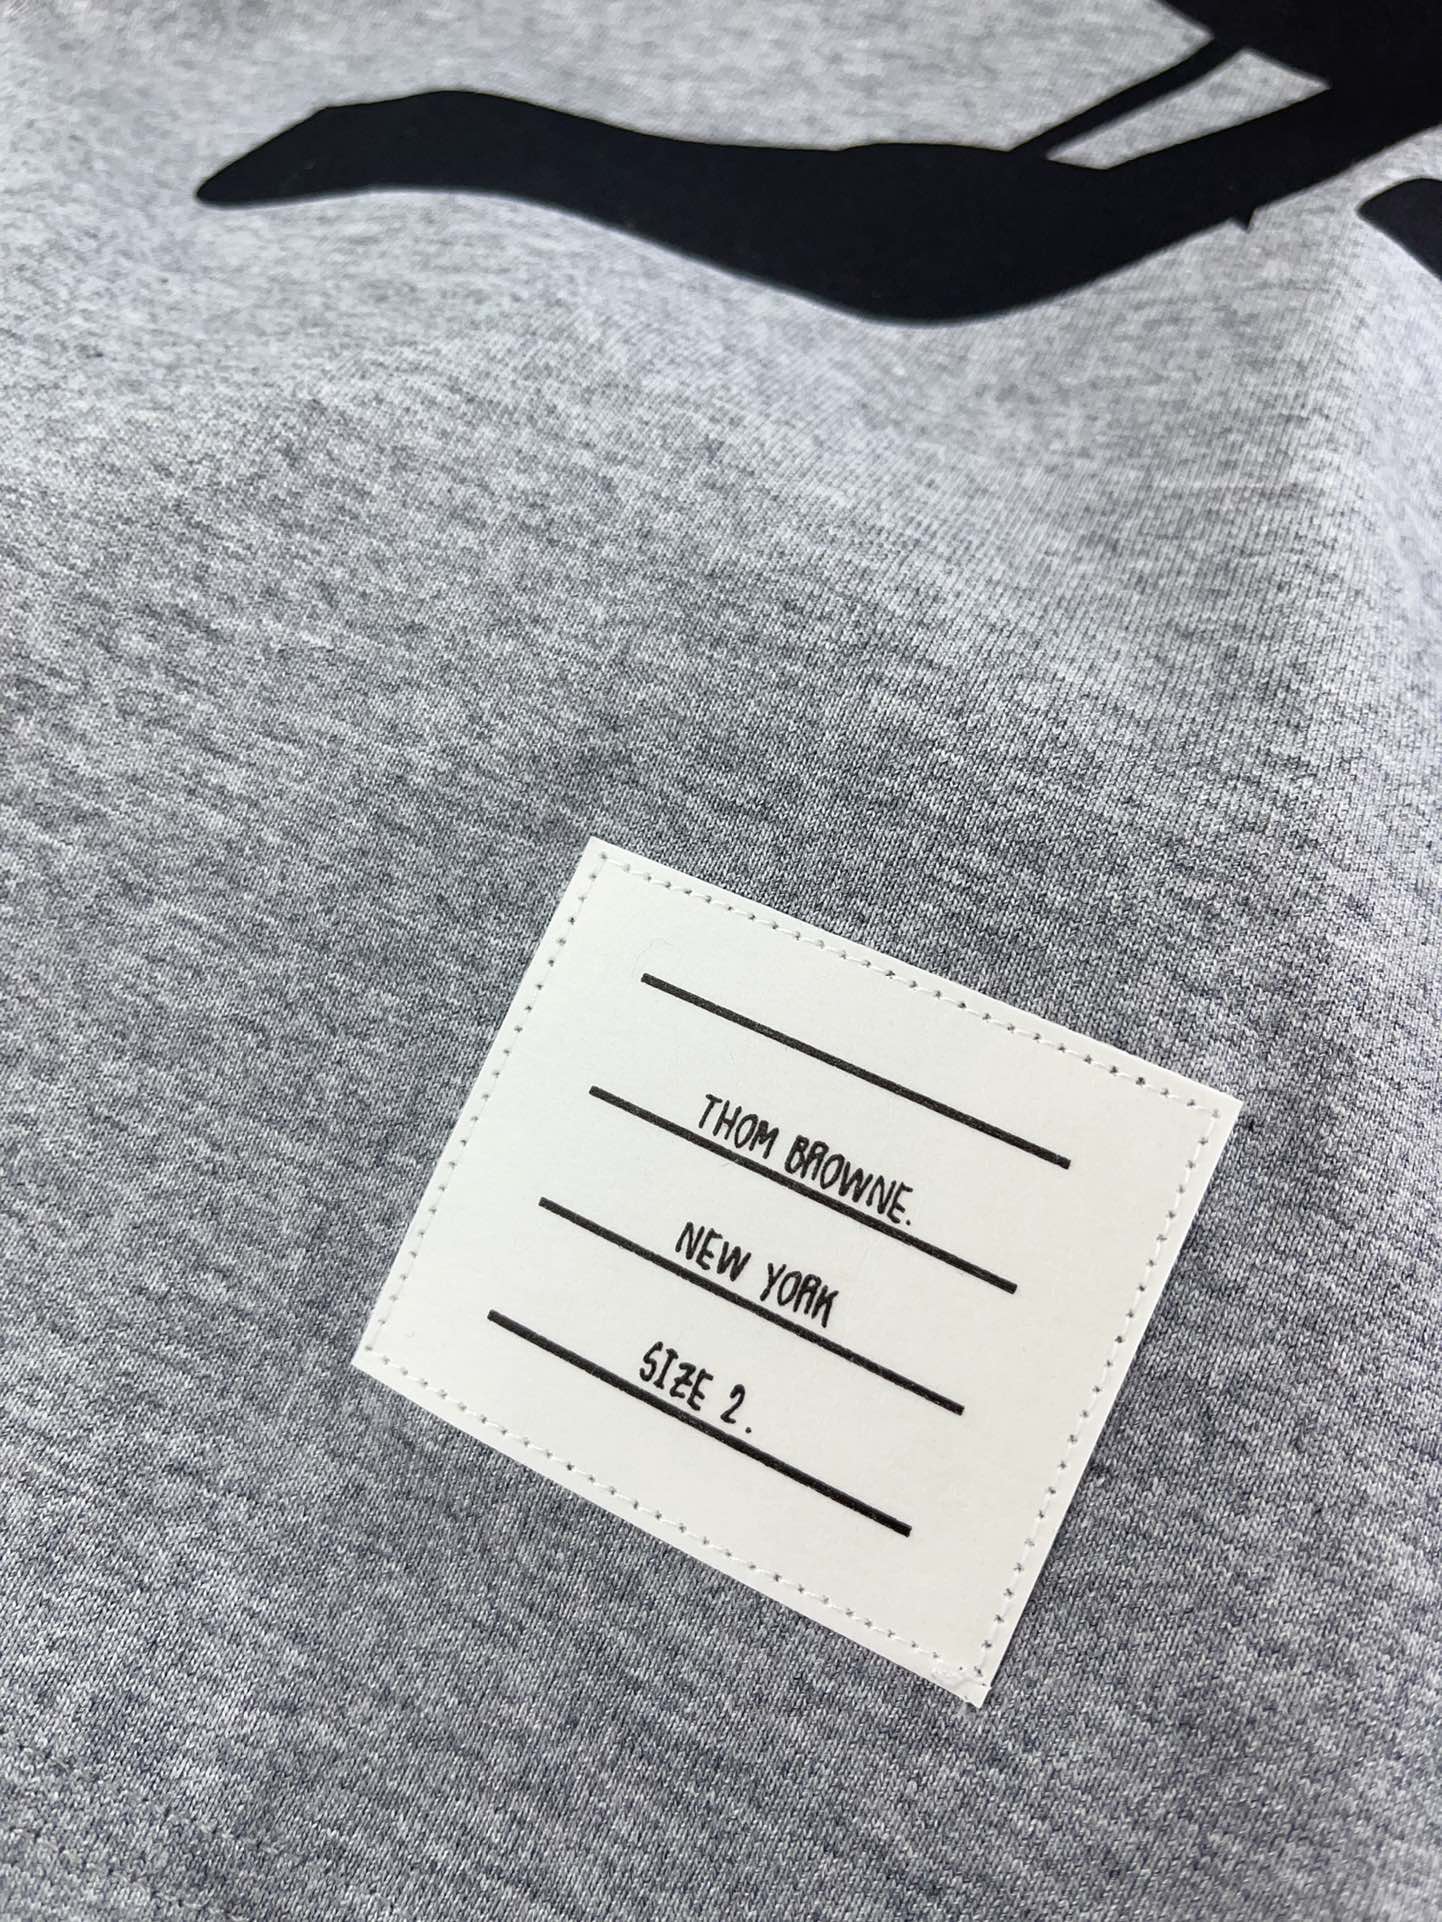 THOM BROWNE.
NEW YORK
SIZE 2.